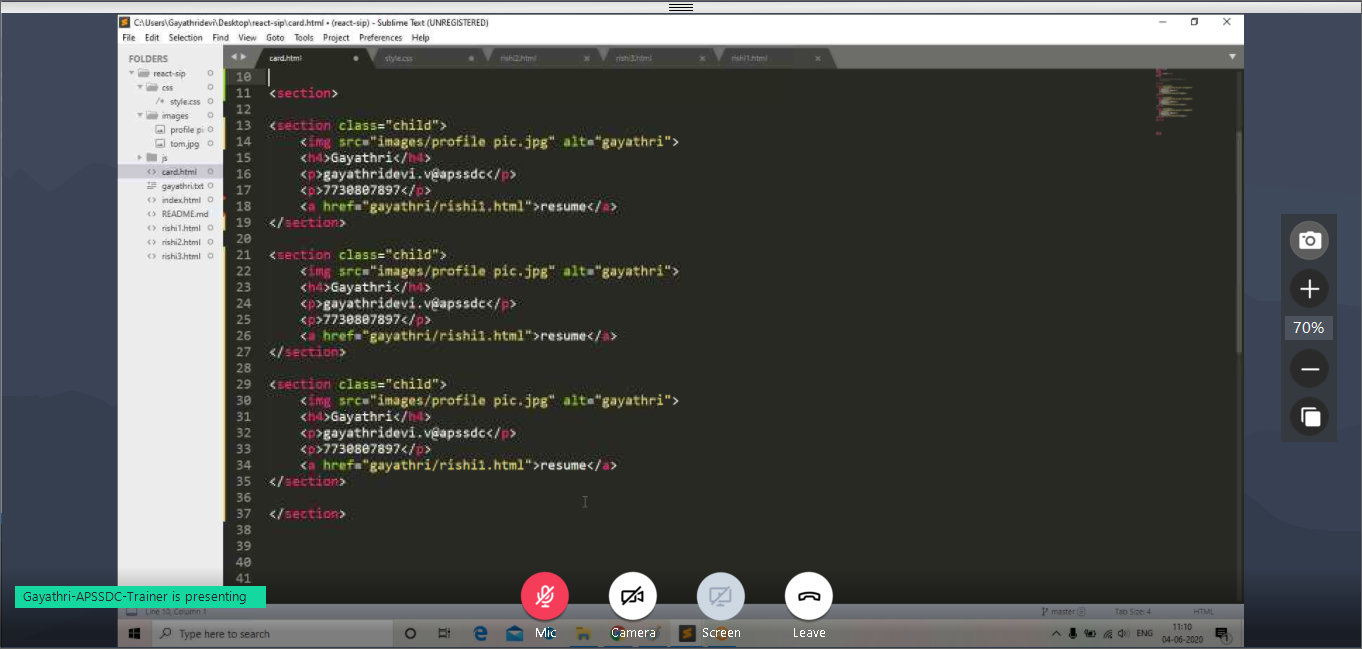 C:\Users\Gayathridevi\Desktop\react-sip\card.html • (react-sip) - Sublime Text (UNREGISTERED)
File Edit Selection Find View Goto Tools Project Preferences Help
FOLDERS
react-sip
css
style.css
images
profile pi
tom.jpg
js
card.html
gayathri.txt
index.html
README.md
rishi1.html
rishi2.html
rishi3.html
card.html style.css rishi2.html rishi3.html rishi1.html
10
11 <section>
12
13 <section class="child">
14 <img src="images/profile pic.jpg" alt="gayathri">
15 <h4>Gayathri</h4>
16 <p>gayathridevi.v@apssdc</p>
17 <p>7730807897</p>
18 <a href="gayathri/rishi1.html">resume</a>
19 </section>
20
21 <section class="child">
22 <img src="images/profile pic.jpg" alt="gayathri">
23 <h4>Gayathri</h4>
24 <p>gayathridevi.v@apssdc</p>
25 <p>7730807897</p>
26 <a href="gayathri/rishi1.html">resume</a>
27 </section>
28
29 <section class="child">
30 <img src="images/profile pic.jpg" alt="gayathri">
31 <h4>Gayathri</h4>
32 <p>gayathridevi.v@apssdc</p>
33 <p>7730807897</p>
34 <a href="gayathri/rishi1.html">resume</a>
35 </section>
36
37 </section>
38
39
40
41
70%
Gayathri-APSSDC-Trainer is presenting
Line 10, Column 1
master
Tab Size: 4
HTML
Type here to search
Mic Camera Screen Leave
ENG
11:10
04-06-2020